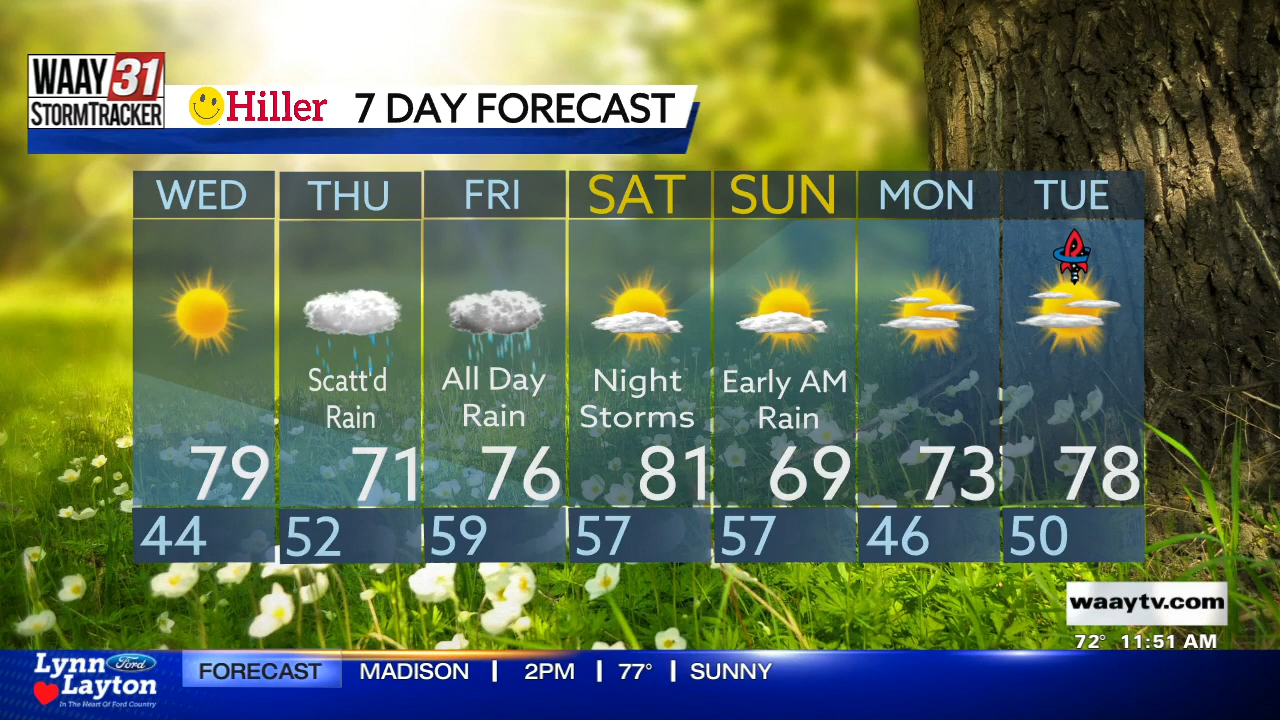 WAAY 31
STORMTRACKER
Hiller 7 DAY FORECAST
WED THU FRI SAT SUN MON TUE
Scatt'd Rain
All Day Rain
Night Storms
Early AM Rain
79 71 76 81 69 73 78
44 52 59 57 57 46 50
waaytv.com
72° 11:51 AM
Lynn Ford
Layton
In The Heart Of Ford Country
FORECAST MADISON | 2PM | 77° | SUNNY